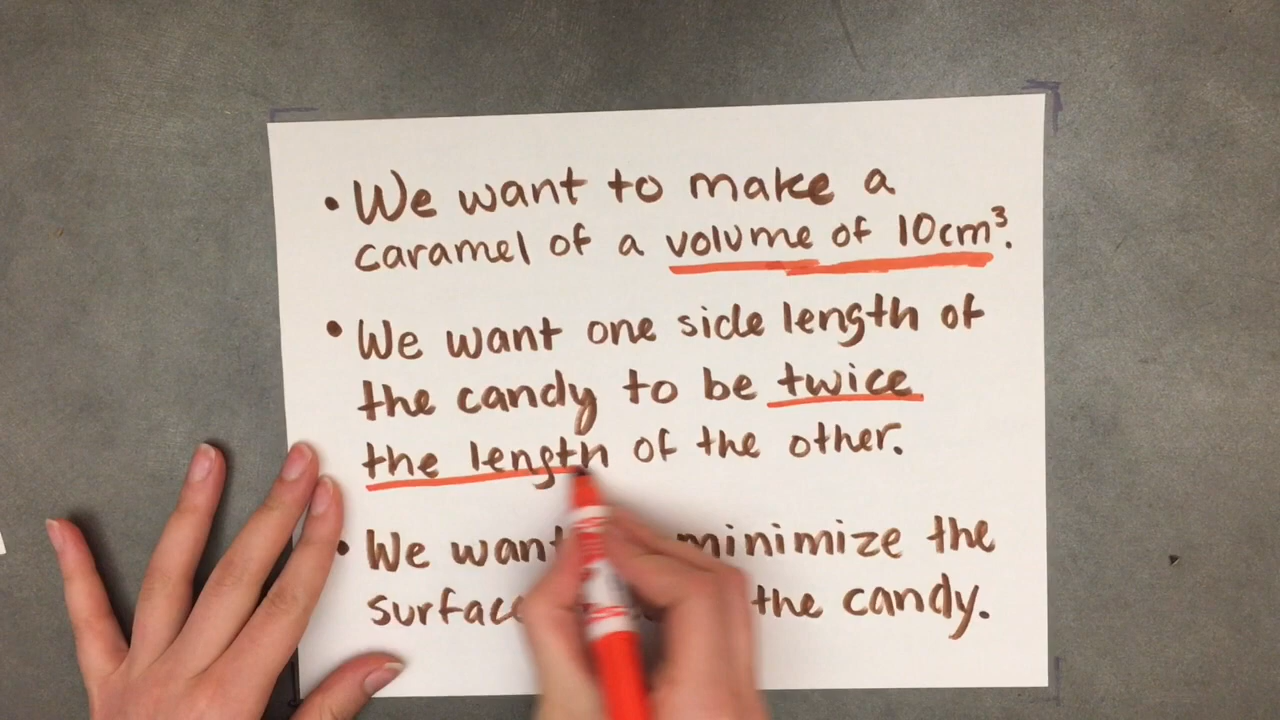 • We want to make a
caramel of a volume of 10cm³.
• We want one side length of
the candy to be twice
the length of the other.
• We want minimize the
surface the candy.